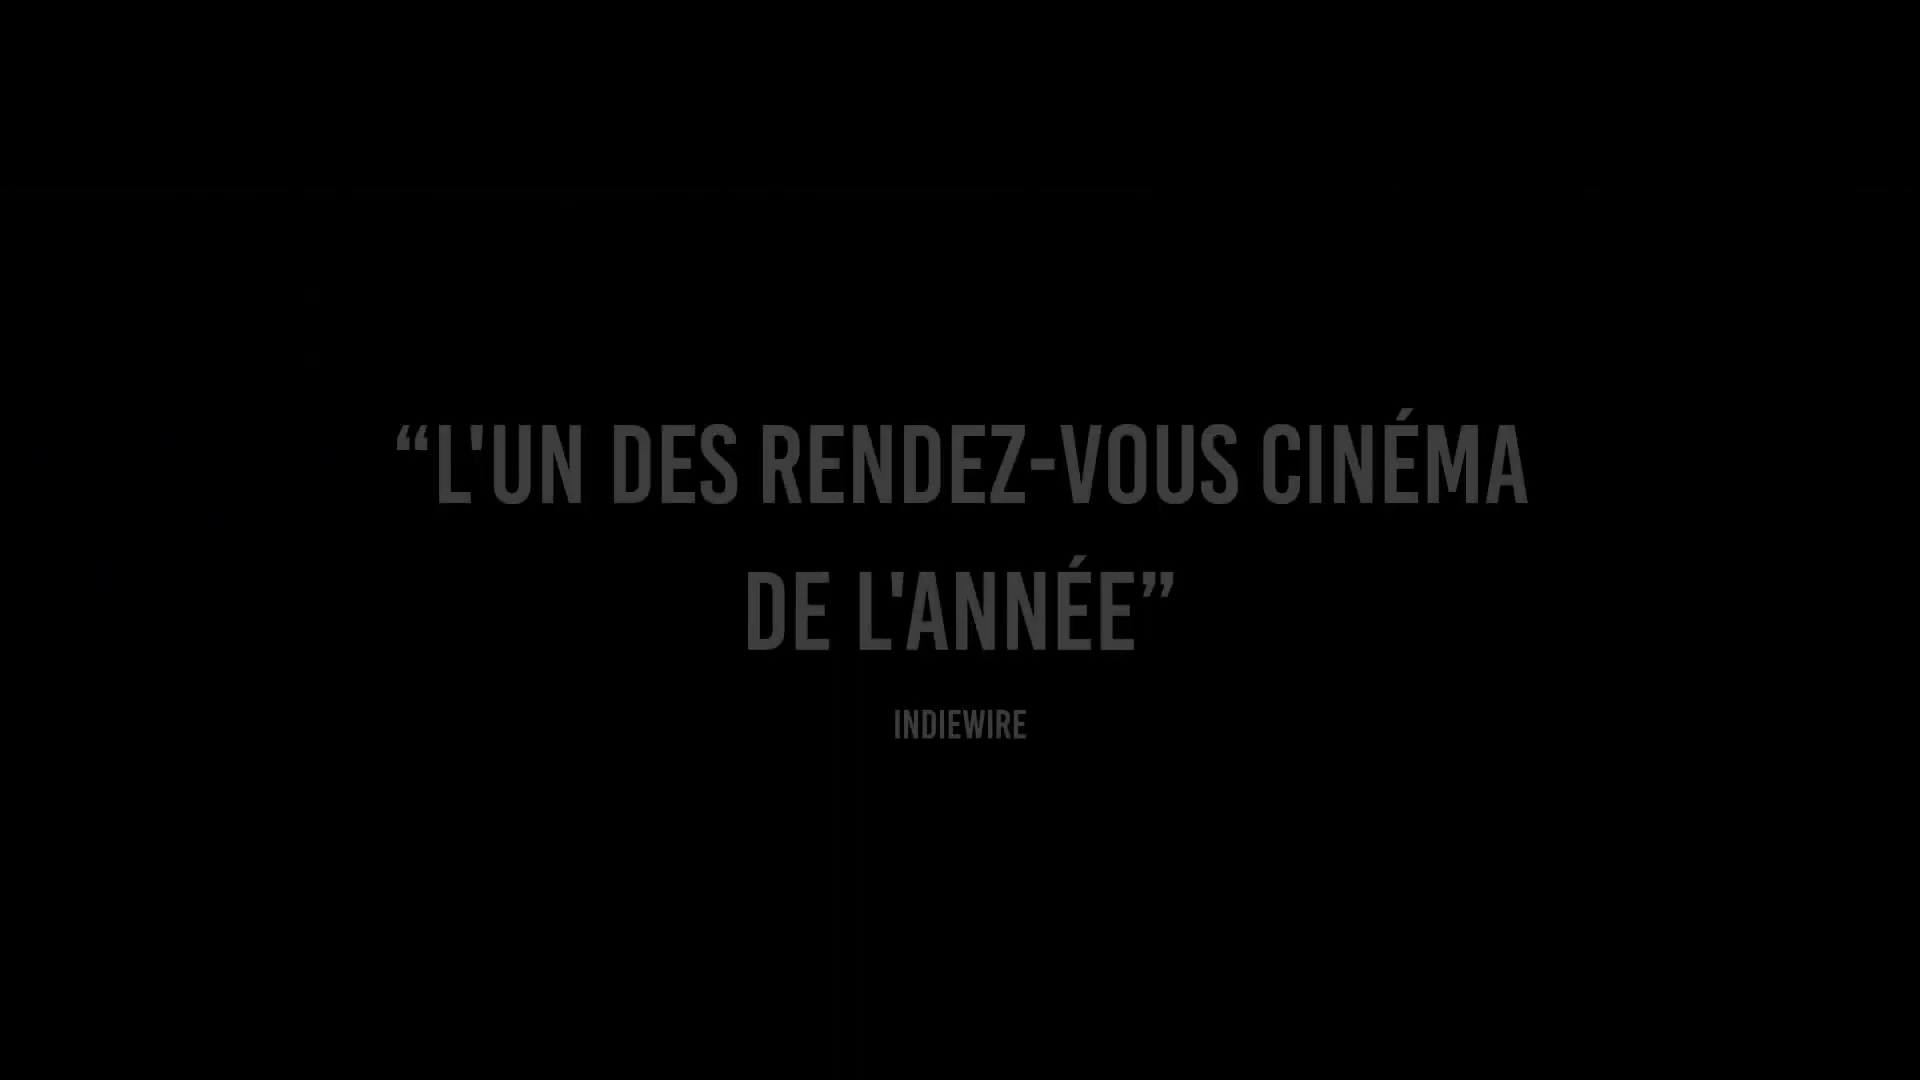 “L'UN DES RENDEZ-VOUS CINÉMA
DE L'ANNÉE”
INDIEWIRE